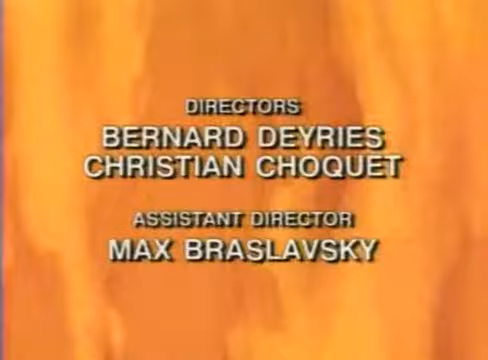 DIRECTORS
BERNARD DEYRIES
CHRISTIAN CHOQUET
ASSISTANT DIRECTOR
MAX BRASLAVSKY